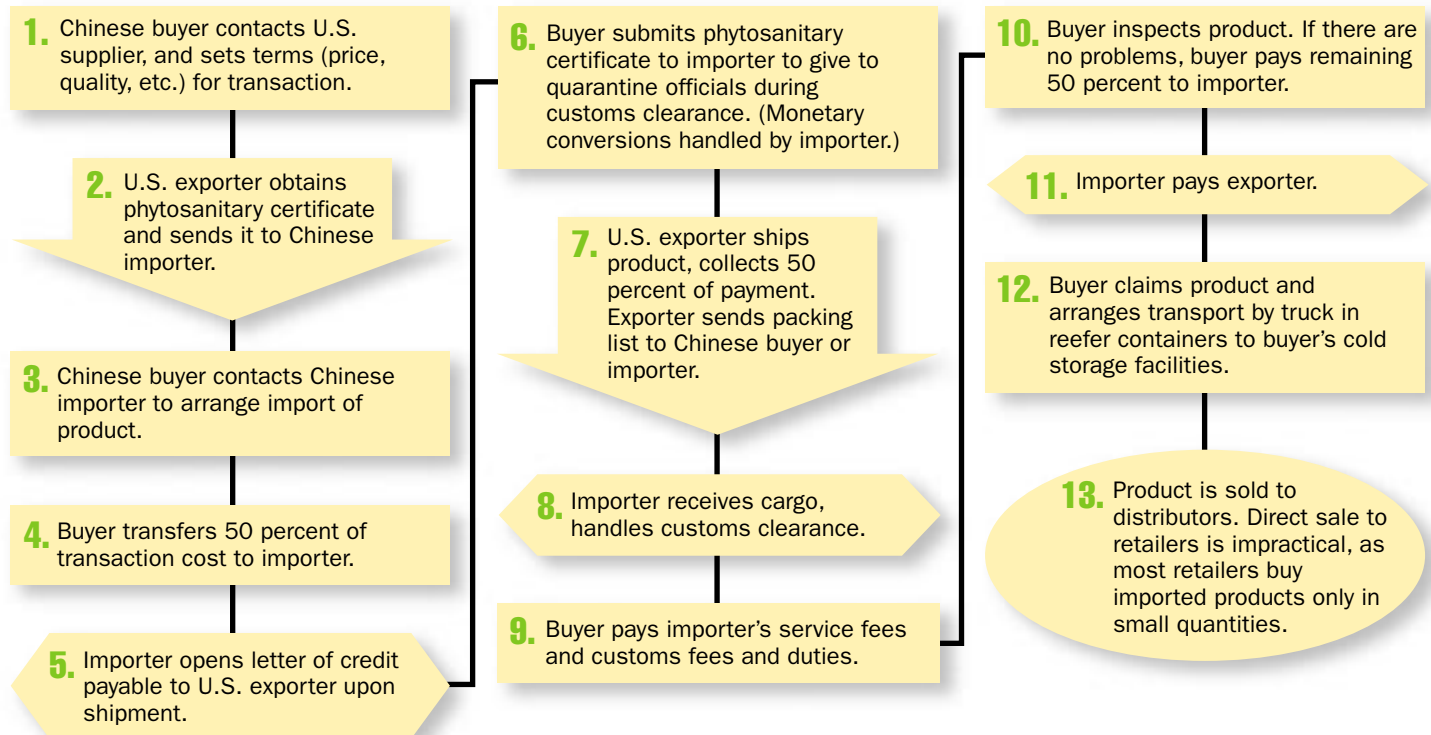 1. Chinese buyer contacts U.S.
supplier, and sets terms (price,
quality, etc.) for transaction.
2. U.S. exporter obtains
phytosanitary certificate
and sends it to Chinese
importer.
3. Chinese buyer contacts Chinese
importer to arrange import of
product.
4. Buyer transfers 50 percent of
transaction cost to importer.
5. Importer opens letter of credit
payable to U.S. exporter upon
shipment.
6. Buyer submits phytosanitary
certificate to importer to give to
quarantine officials during
customs clearance. (Monetary
conversions handled by importer.)
7. U.S. exporter ships
product, collects 50
percent of payment.
Exporter sends packing
list to Chinese buyer or
importer.
8. Importer receives cargo,
handles customs clearance.
9. Buyer pays importer’s service fees
and customs fees and duties.
10. Buyer inspects product. If there are
no problems, buyer pays remaining
50 percent to importer.
11. Importer pays exporter.
12. Buyer claims product and
arranges transport by truck in
reefer containers to buyer’s cold
storage facilities.
13. Product is sold to
distributors. Direct sale to
retailers is impractical, as
most retailers buy
imported products only in
small quantities.